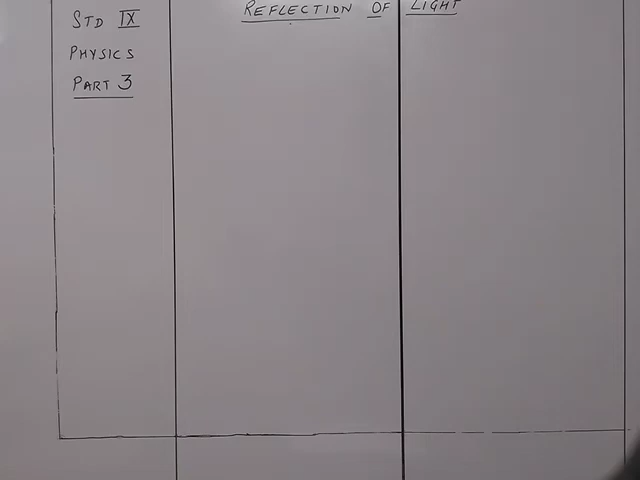 STD IX
PHYSICS
PART 3
REFLECTION OF LIGHT